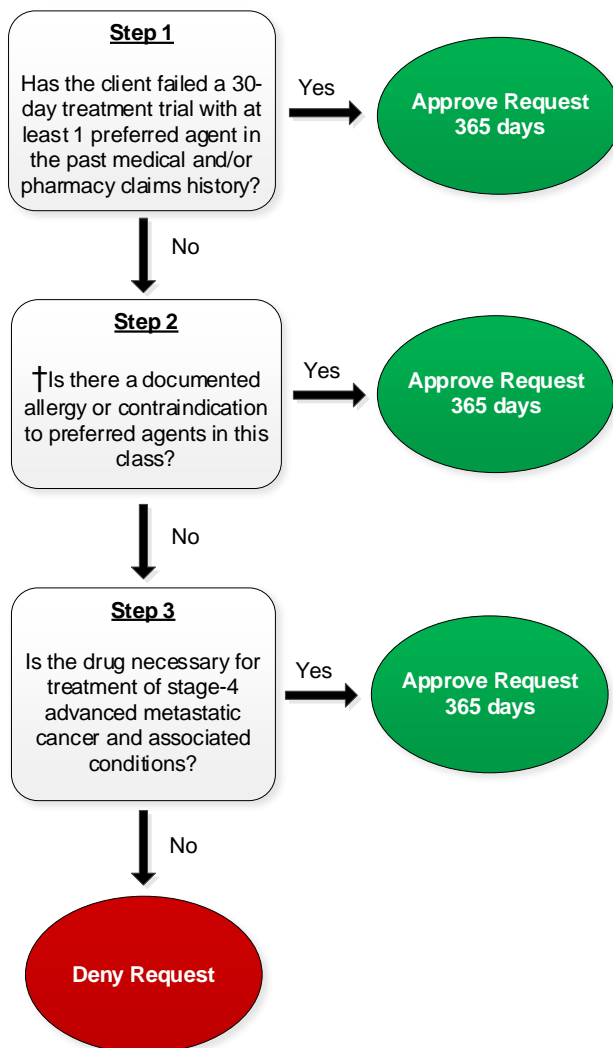 Step 1
Has the client failed a 30-
day treatment trial with at
least 1 preferred agent in
the past medical and/or
pharmacy claims history?
Yes
Approve Request
365 days
No
Step 2
†Is there a documented
allergy or contraindication
to preferred agents in this
class?
Yes
Approve Request
365 days
No
Step 3
Is the drug necessary for
treatment of stage-4
advanced metastatic
cancer and associated
conditions?
Yes
Approve Request
365 days
No
Deny Request